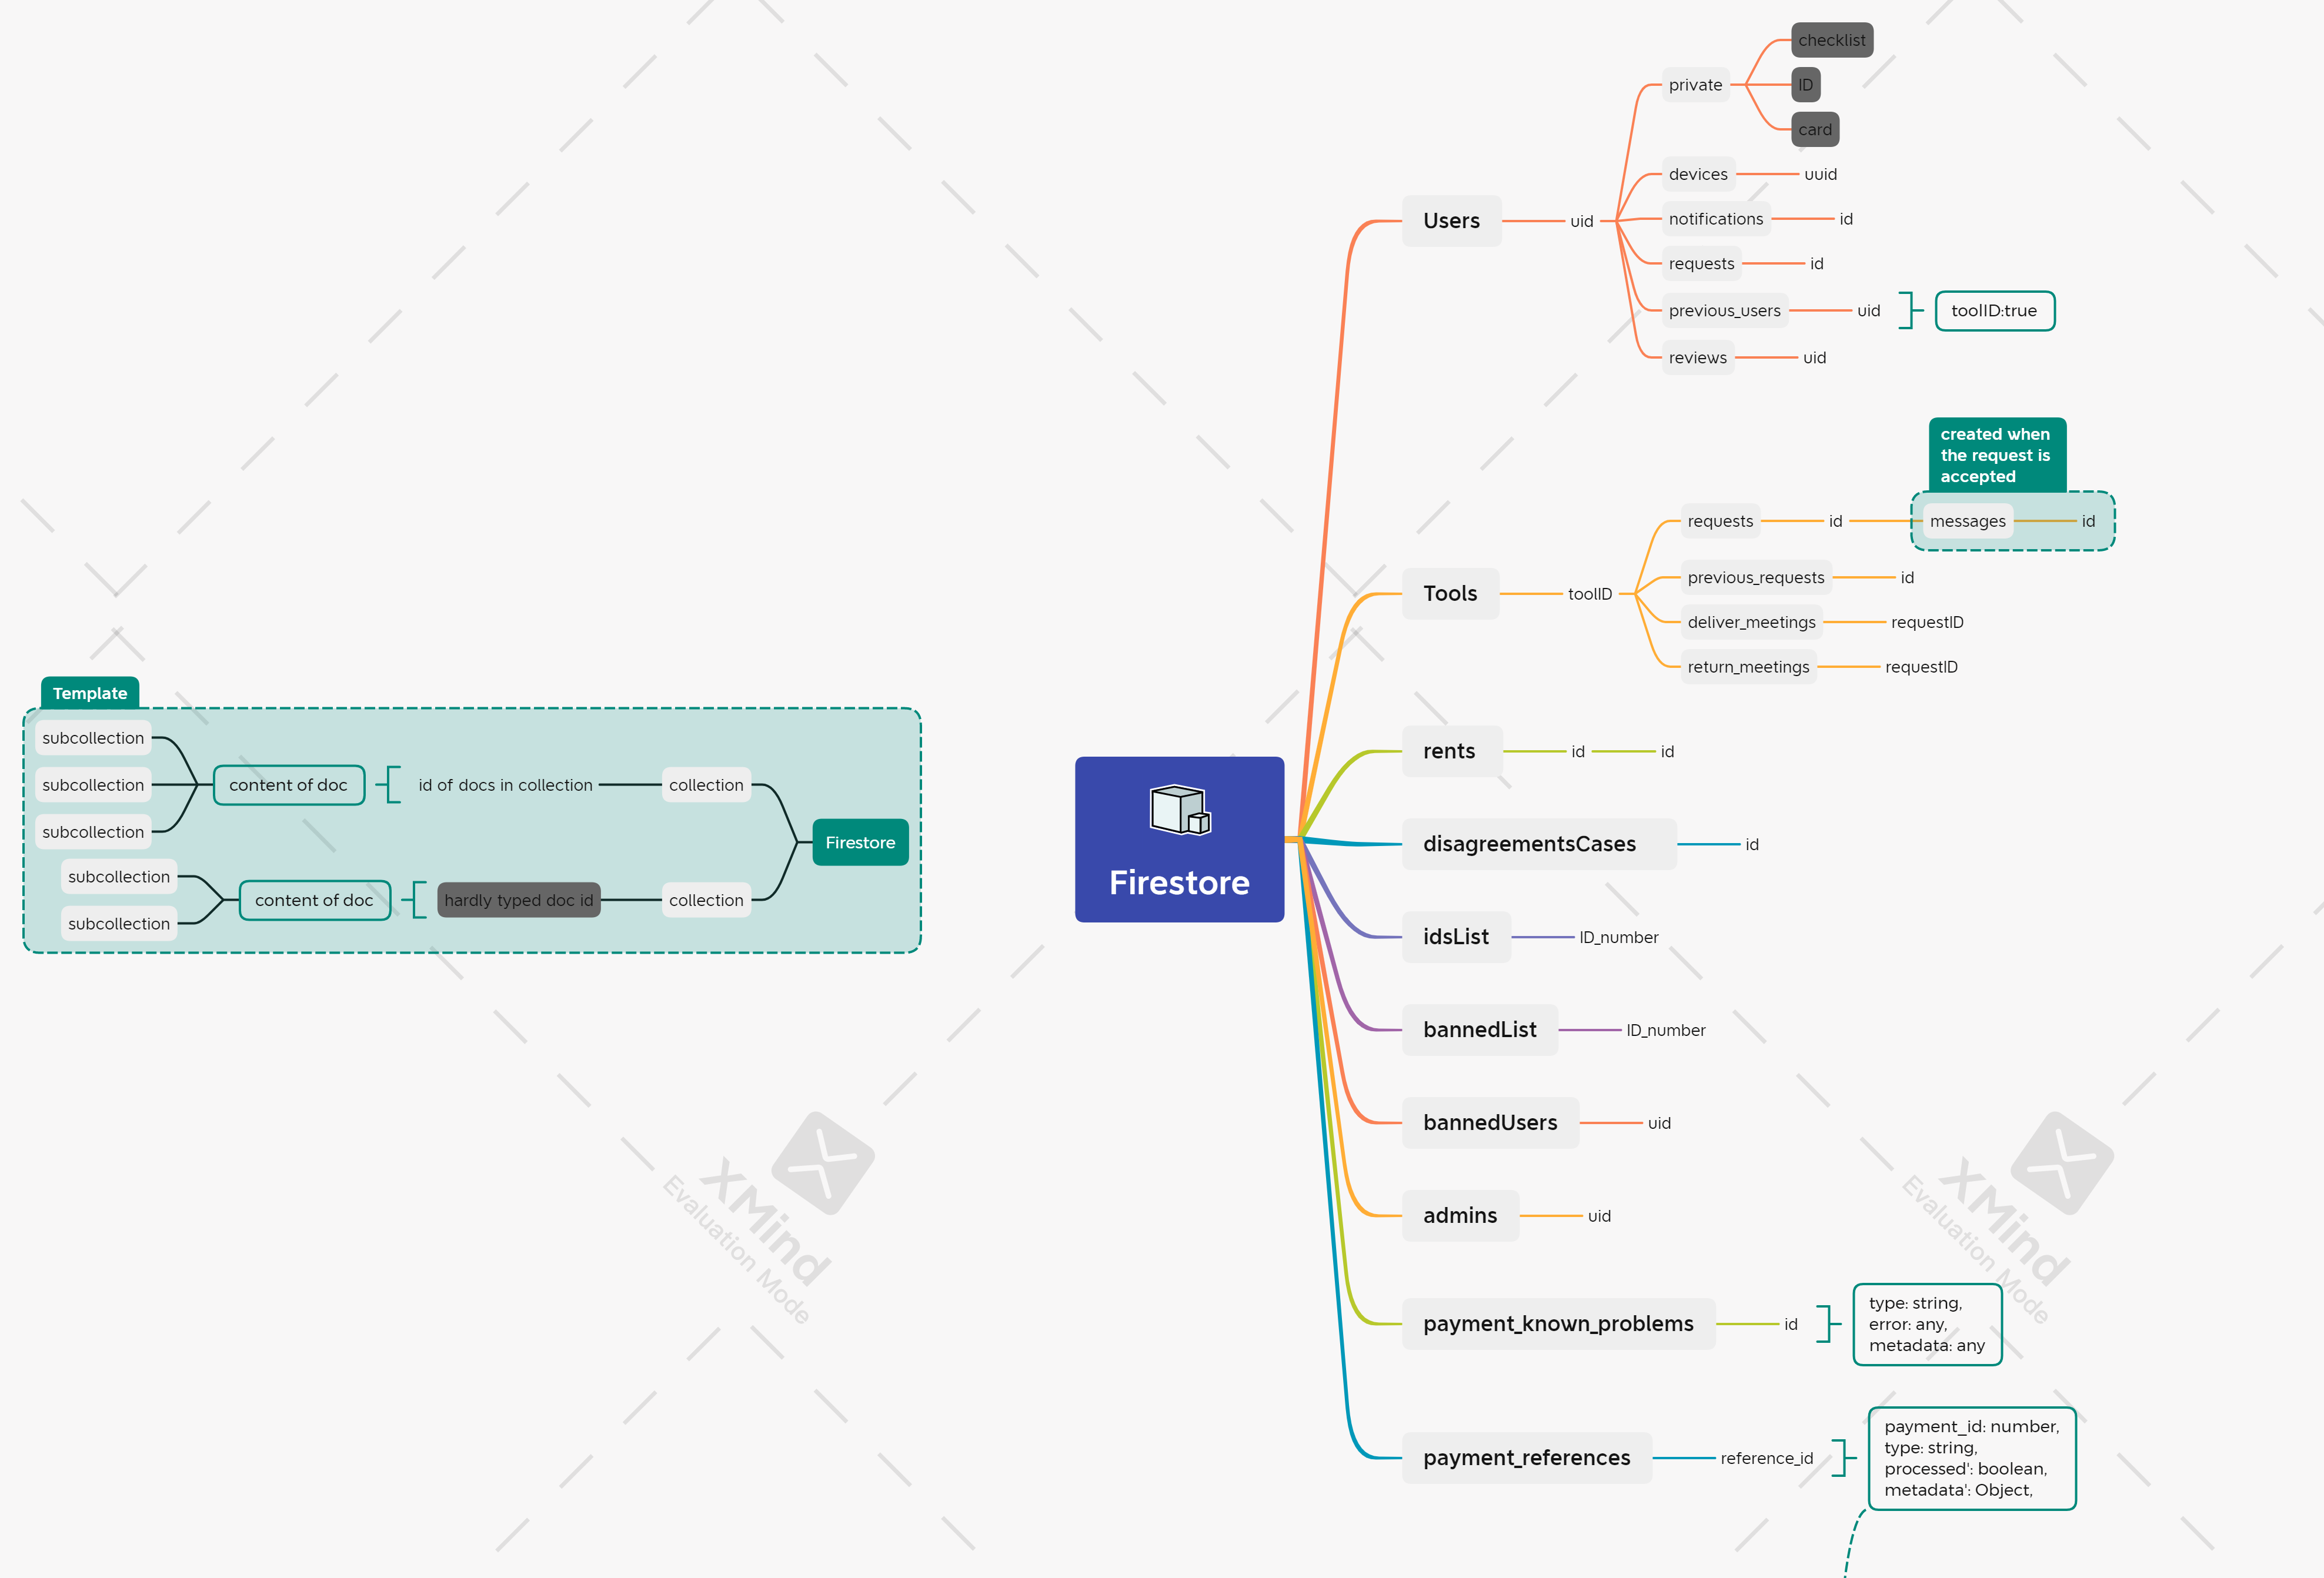 checklist
private
ID
card
devices
uuid
Users
uid
notifications
id
requests
id
previous_users
uid
toolID:true
reviews
uid
created when
the request is
accepted
requests
id
messages
id
previous_requests
id
Tools
toolID
deliver_meetings
requestID
return_meetings
requestID
Template
subcollection
subcollection
subcollection
content of doc
id of docs in collection
collection
Firestore
subcollection
subcollection
content of doc
hardly typed doc id
collection
Firestore
rents
id
id
disagreementsCases
id
idsList
ID_number
bannedList
ID_number
bannedUsers
uid
admins
uid
payment_known_problems
id
type: string,
error: any,
metadata: any
payment_references
reference_id
payment_id: number,
type: string,
processed': boolean,
metadata': Object,
XMind
Evaluation Mode
XMind
Evaluation Mode